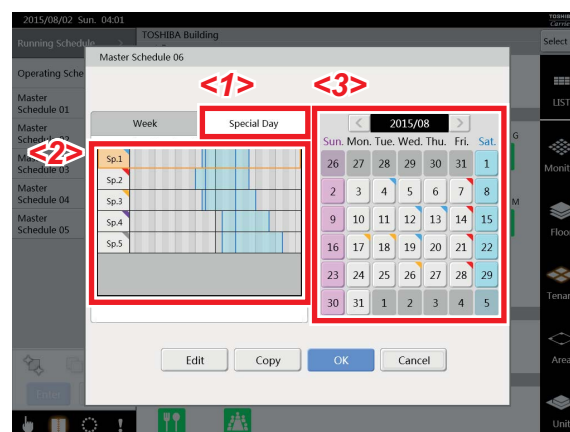 2015/08/02 Sun. 04:01
TOSHIBA
Carrier
Running Schedule
TOSHIBA Building
Select
Master Schedule 06
Operating Sche
<1>
<3>
LIST
Master
Schedule 01
Week
Special Day
< 2015/08 >
Master
Sun. Mon. Tue. Wed. Thu. Fri. Sat.
<2>
Schedule 03
Master
Schedule 04
Master
Schedule 05
Sp.1
Sp.2
Sp.3
Sp.4
Sp.5
26 27 28 29 30 31 1
2 3 4 5 6 7 8
9 10 11 12 13 14 15
16 17 18 19 20 21 22
23 24 25 26 27 28 29
30 31 1 2 3 4 5
G
M
Monit
Floo
Tenar
Area
Unit
Edit
Copy
OK
Cancel
Enter